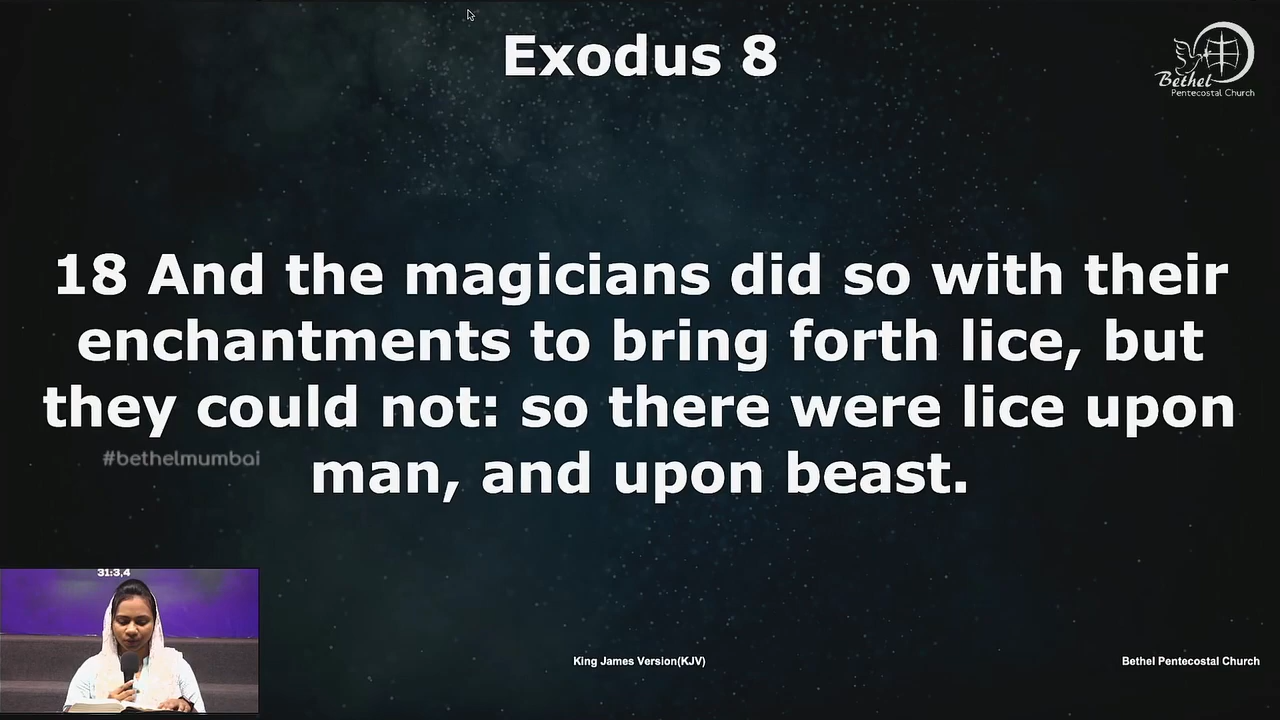 Exodus 8
Bethel
Pentecostal Church
18 And the magicians did so with their
enchantments to bring forth lice, but
they could not: so there were lice upon
man, and upon beast.
#bethelmumbai
31:3,4
King James Version(KJV)
Bethel Pentecostal Church